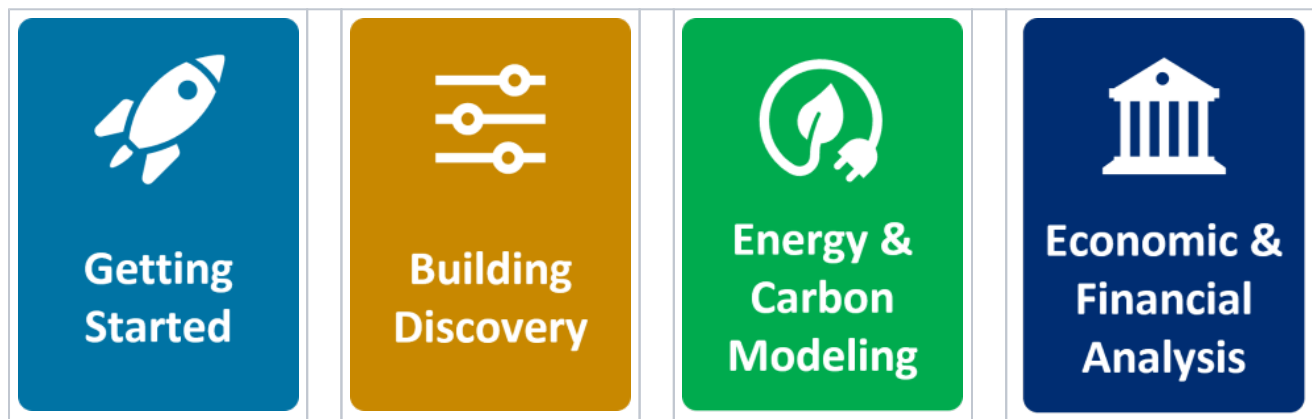 Getting
Started
Building
Discovery
Energy &
Carbon
Modeling
Economic &
Financial
Analysis